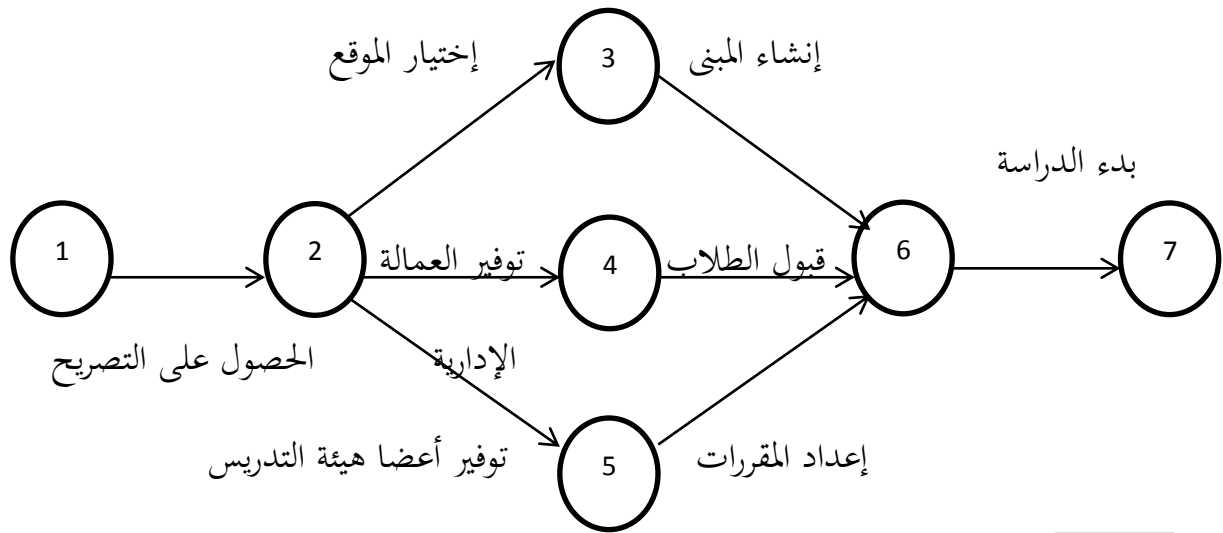 إختيار الموقع
3
إنشاء المبنى
بدء الدراسة
1
2
توفير العمالة
4
قبول الطلاب
6
7
الحصول على التصريح
الإدارية
توفير أعضا هيئة التدريس
5
إعداد المقررات